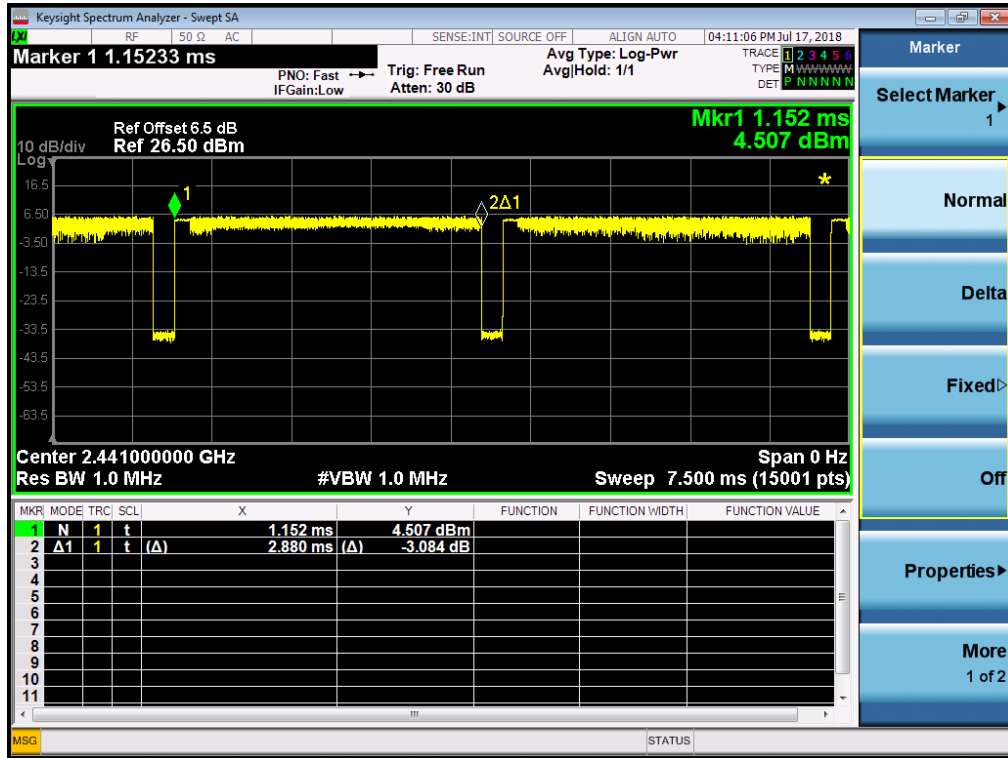 Keysight Spectrum Analyzer - Swept SA
LXI RF 50 Ω AC SENSE:INT SOURCE OFF ALIGN AUTO 04:11:06 PM Jul 17, 2018
Marker 1 1.15233 ms
PNO: Fast
IFGain:Low
Trig: Free Run
Atten: 30 dB
Avg Type: Log-Pwr
Avg|Hold: 1/1
TRACE 1 2 3 4 5 6
TYPE M WWWWW
DET P N N N N N
Ref Offset 6.5 dB
10 dB/div Ref 26.50 dBm
Log
Mkr1 1.152 ms
4.507 dBm
16.5
6.50
-3.50
-13.5
-23.5
-33.5
-43.5
-53.5
-63.5
1
2Δ1
*
Center 2.441000000 GHz Span 0 Hz
Res BW 1.0 MHz #VBW 1.0 MHz Sweep 7.500 ms (15001 pts)
MKR MODE TRC SCL X Y FUNCTION FUNCTION WIDTH FUNCTION VALUE
1 N 1 t 1.152 ms 4.507 dBm
2 Δ1 1 t (Δ) 2.880 ms (Δ) -3.084 dB
3
4
5
6
7
8
9
10
11
MSG STATUS
Marker
Select Marker
1
Normal
Delta
Fixed
Off
Properties
More
1 of 2